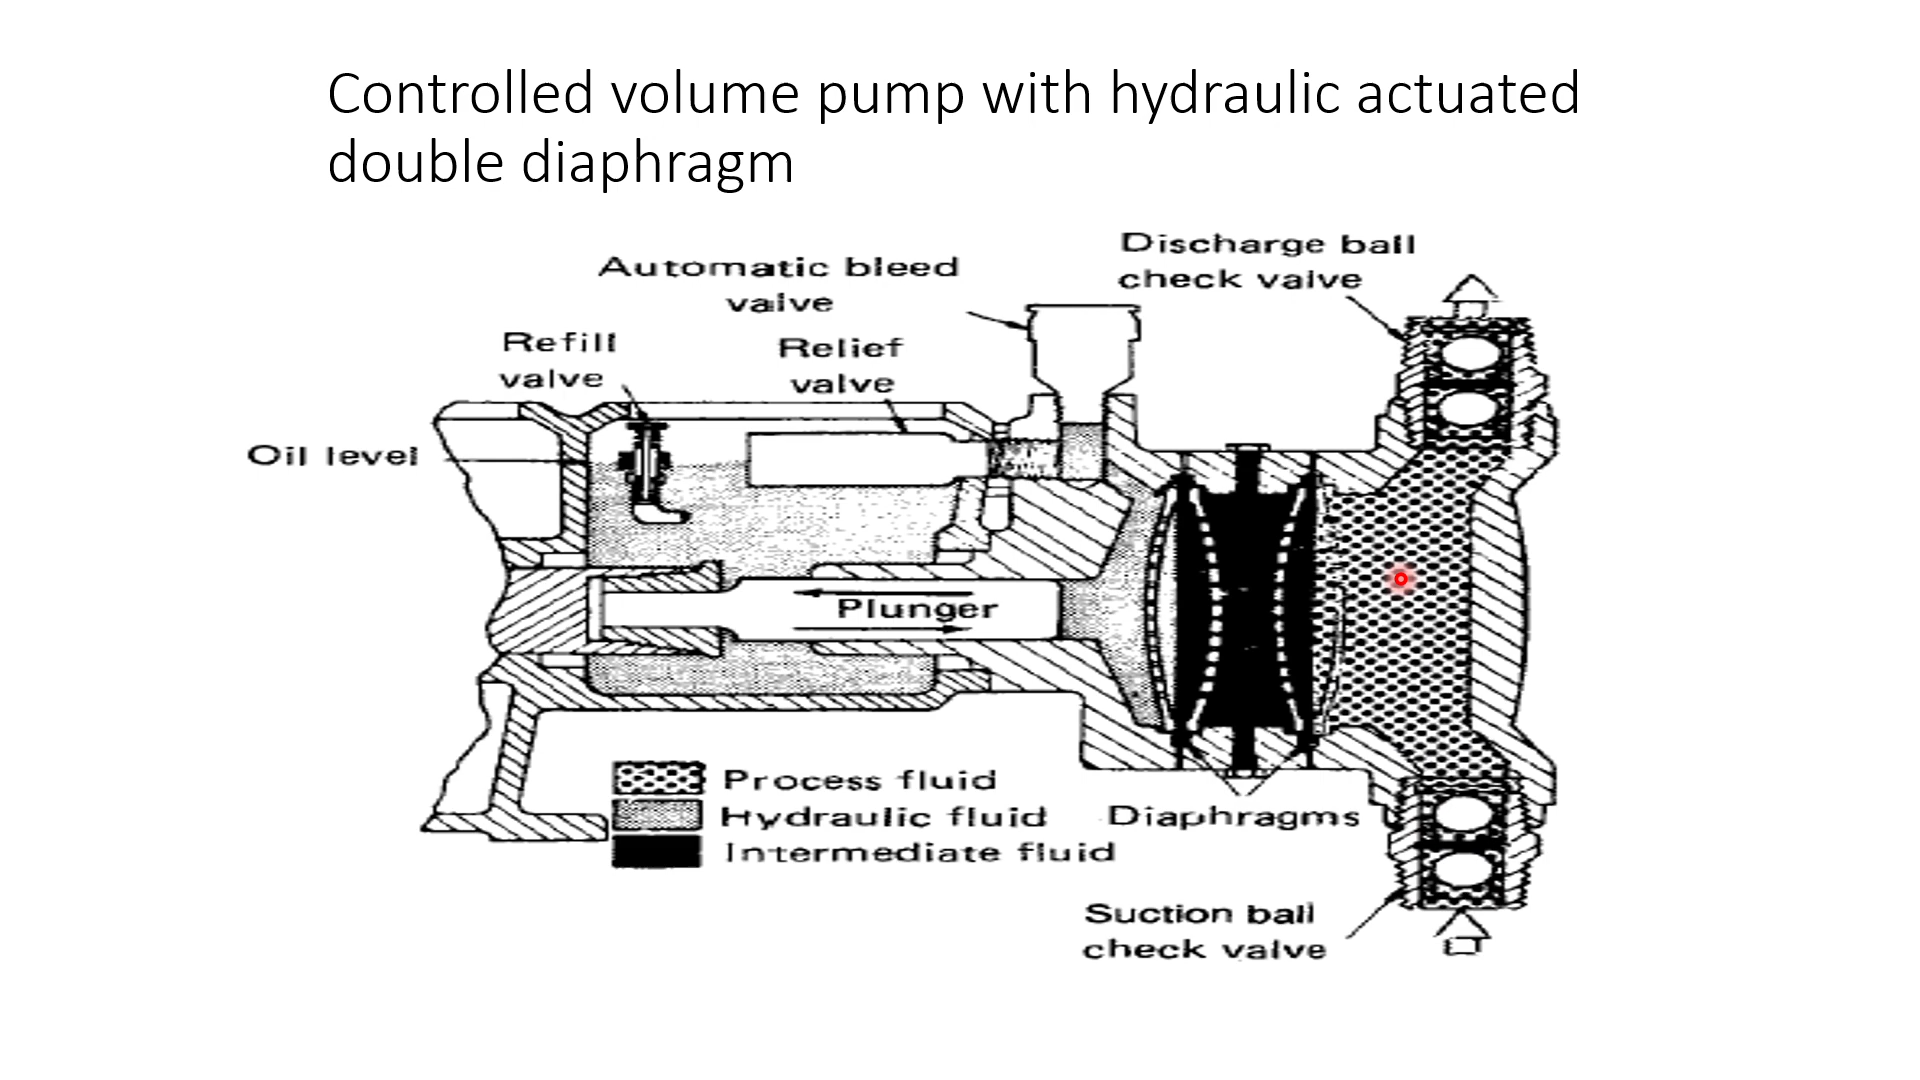 Controlled volume pump with hydraulic actuated
double diaphragm
Discharge ball
check valve
Automatic bleed
valve
Refill
valve
Relief
valve
Oil level
Plunger
Process fluid
Hydraulic fluid
Intermediate fluid
Diaphragms
Suction ball
check valve